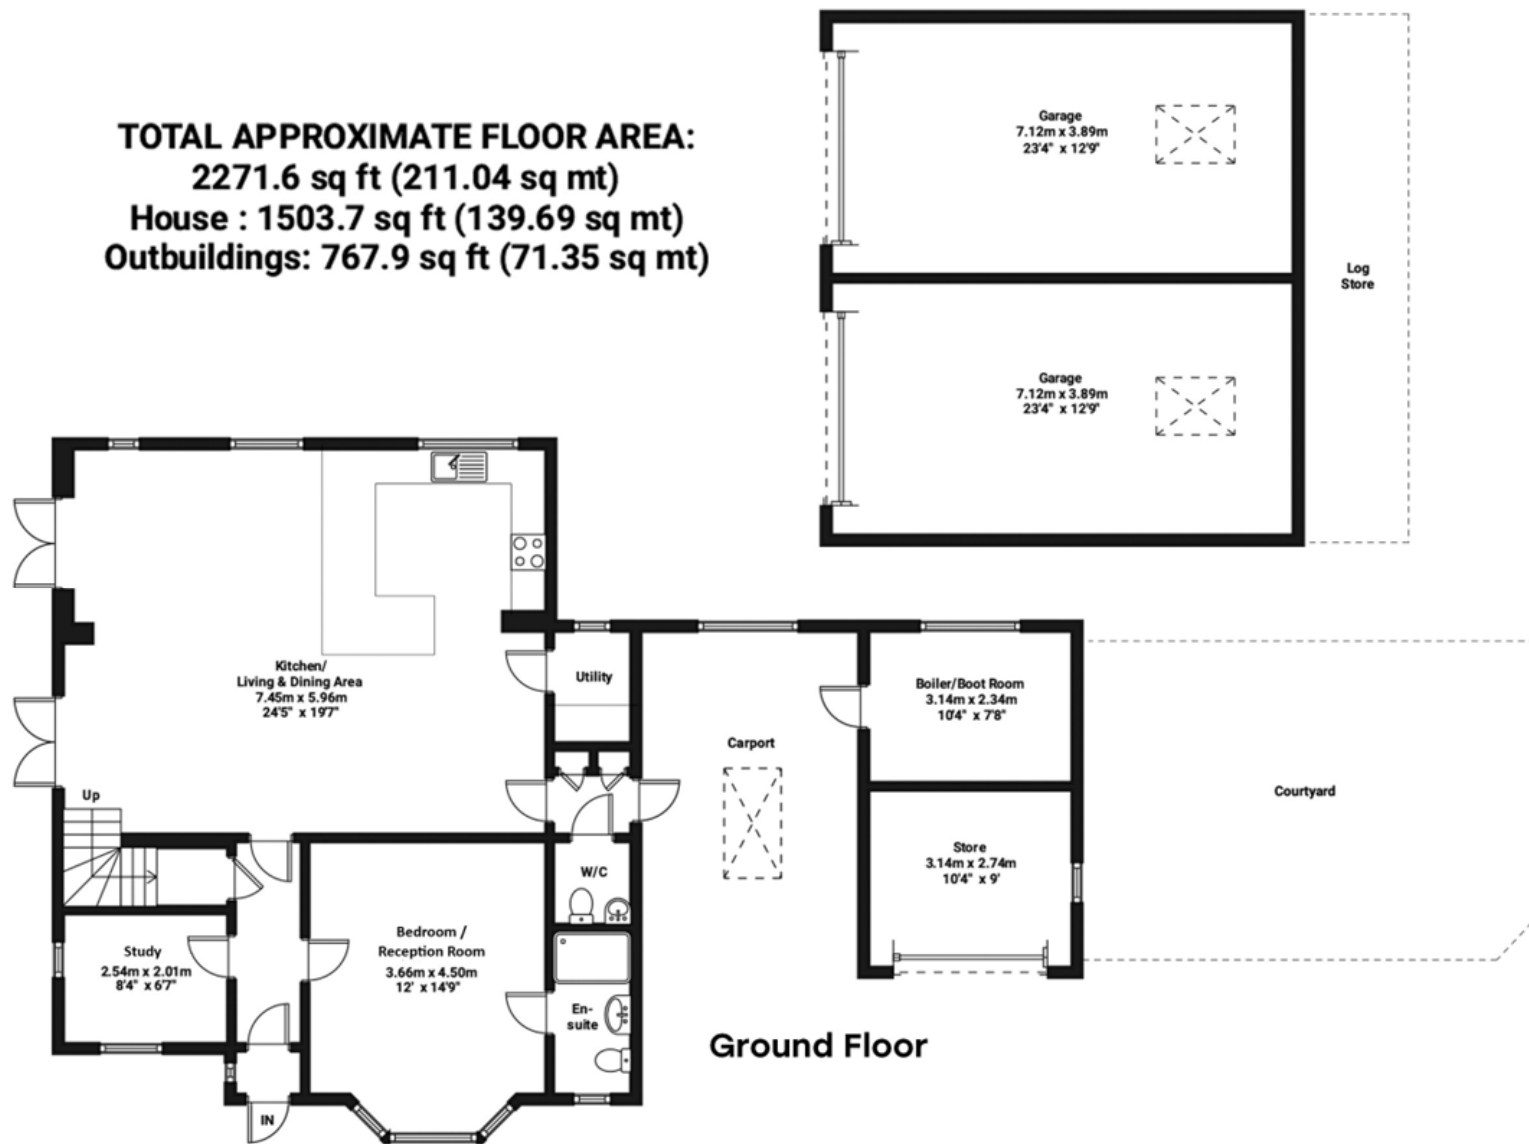 TOTAL APPROXIMATE FLOOR AREA:
2271.6 sq ft (211.04 sq mt)
House : 1503.7 sq ft (139.69 sq mt)
Outbuildings: 767.9 sq ft (71.35 sq mt)
Garage
7.12m x 3.89m
23'4" x 12'9"
Log
Store
Garage
7.12m x 3.89m
23'4" x 12'9"
Kitchen/
Living & Dining Area
7.45m x 5.96m
24'5" x 19'7"
Utility
Boiler/Boot Room
3.14m x 2.34m
10'4" x 7'8"
Carport
Up
Courtyard
Store
3.14m x 2.74m
10'4" x 9'
W/C
Bedroom /
Reception Room
3.66m x 4.50m
12' x 14'9"
Study
2.54m x 2.01m
8'4" x 6'7"
En-
suite
Ground Floor
IN